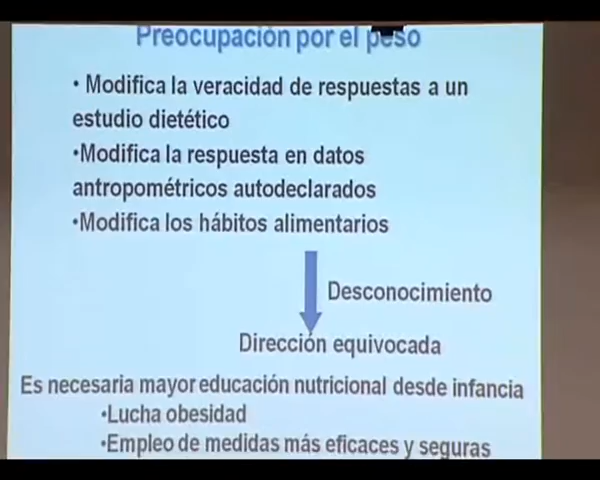 Preocupación por el peso
• Modifica la veracidad de respuestas a un
estudio dietético
•Modifica la respuesta en datos
antropométricos autodeclarados
•Modifica los hábitos alimentarios
Desconocimiento
Dirección equivocada
Es necesaria mayor educación nutricional desde infancia
•Lucha obesidad
•Empleo de medidas más eficaces y seguras